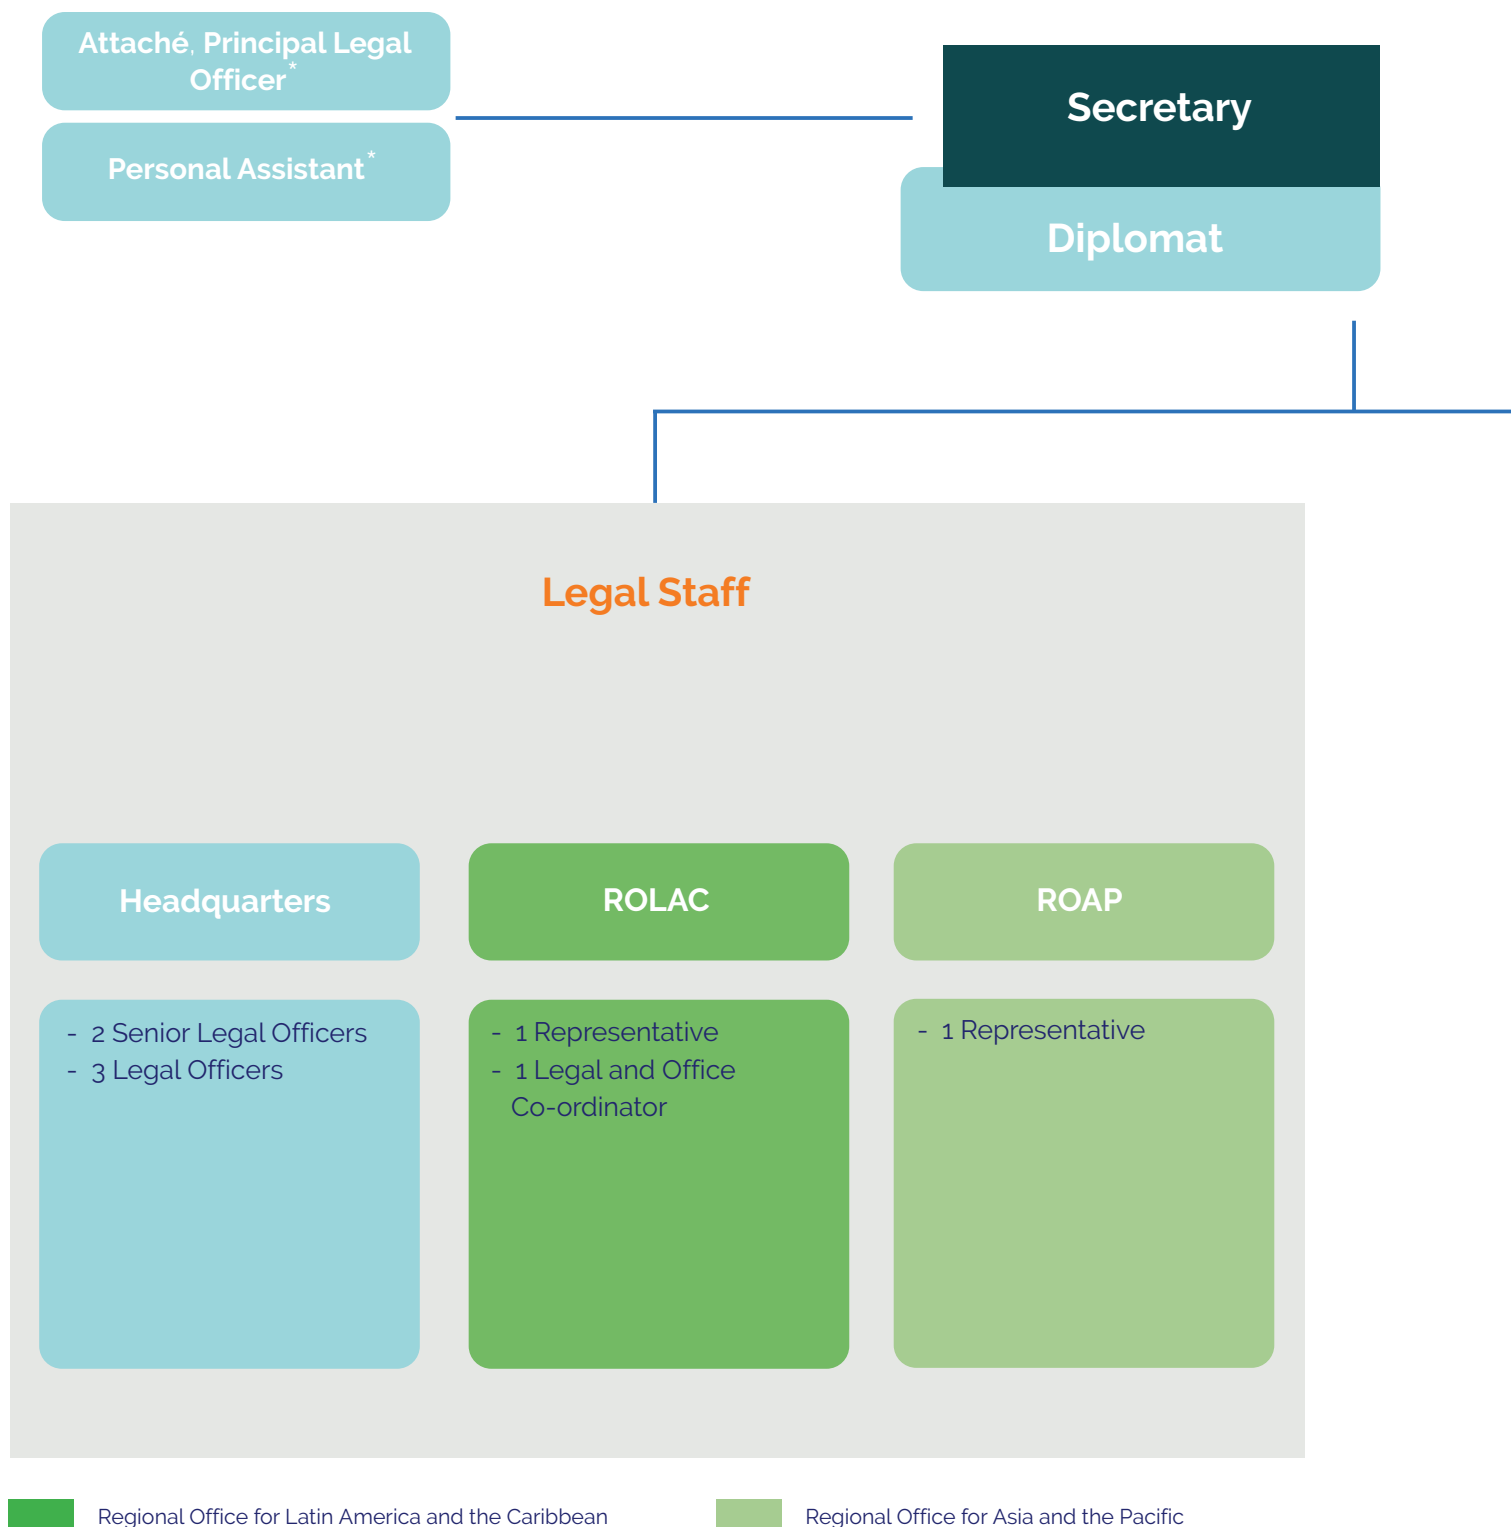 Attaché, Principal Legal
Officer*
Personal Assistant*
Secretary
Diplomat
Legal Staff
Headquarters
ROLAC
ROAP
- 2 Senior Legal Officers
- 3 Legal Officers
- 1 Representative
- 1 Legal and Office
Co-ordinator
- 1 Representative
Regional Office for Latin America and the Caribbean
Regional Office for Asia and the Pacific